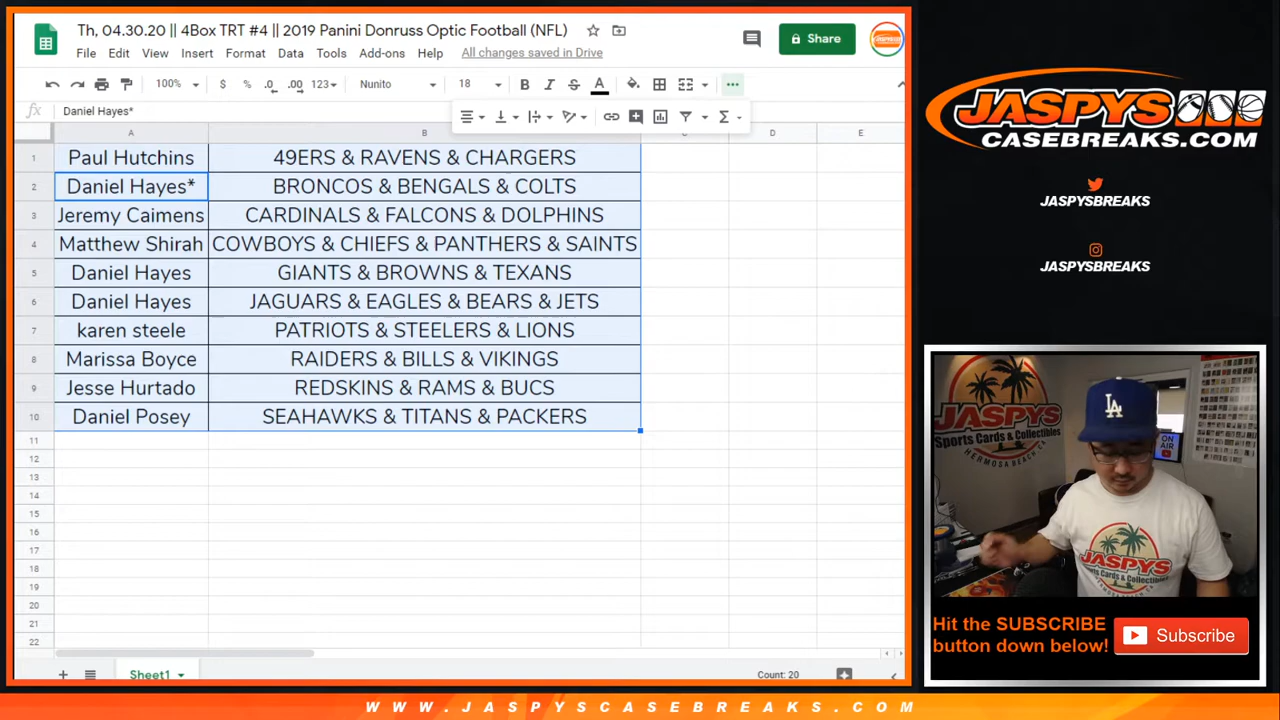 Th, 04.30.20 || 4Box TRT #4 || 2019 Panini Donruss Optic Football (NFL)
File Edit View Insert Format Data Tools Add-ons Help All changes saved in Drive
Share
100% $ % .0 .00 123 Nunito 18 B I S A
fx Daniel Hayes*
A B C D E
1 Paul Hutchins 49ERS & RAVENS & CHARGERS
2 Daniel Hayes* BRONCOS & BENGALS & COLTS
3 Jeremy Caimens CARDINALS & FALCONS & DOLPHINS
4 Matthew Shirah COWBOYS & CHIEFS & PANTHERS & SAINTS
5 Daniel Hayes GIANTS & BROWNS & TEXANS
6 Daniel Hayes JAGUARS & EAGLES & BEARS & JETS
7 karen steele PATRIOTS & STEELERS & LIONS
8 Marissa Boyce RAIDERS & BILLS & VIKINGS
9 Jesse Hurtado REDSKINS & RAMS & BUCS
10 Daniel Posey SEAHAWKS & TITANS & PACKERS
11
12
13
14
15
16
17
18
19
20
21
22
Sheet1
Count: 20
JASPYS
CASEBREAKS.COM
JASPYSBREAKS
JASPYSBREAKS
JASPYS
Sports Cards & Collectibles
HERMOSA BEACH
LA
ON AIR
JASPYS
Hit the SUBSCRIBE
button down below!
Subscribe
WWW.JASPYSCASEBREAKS.COM